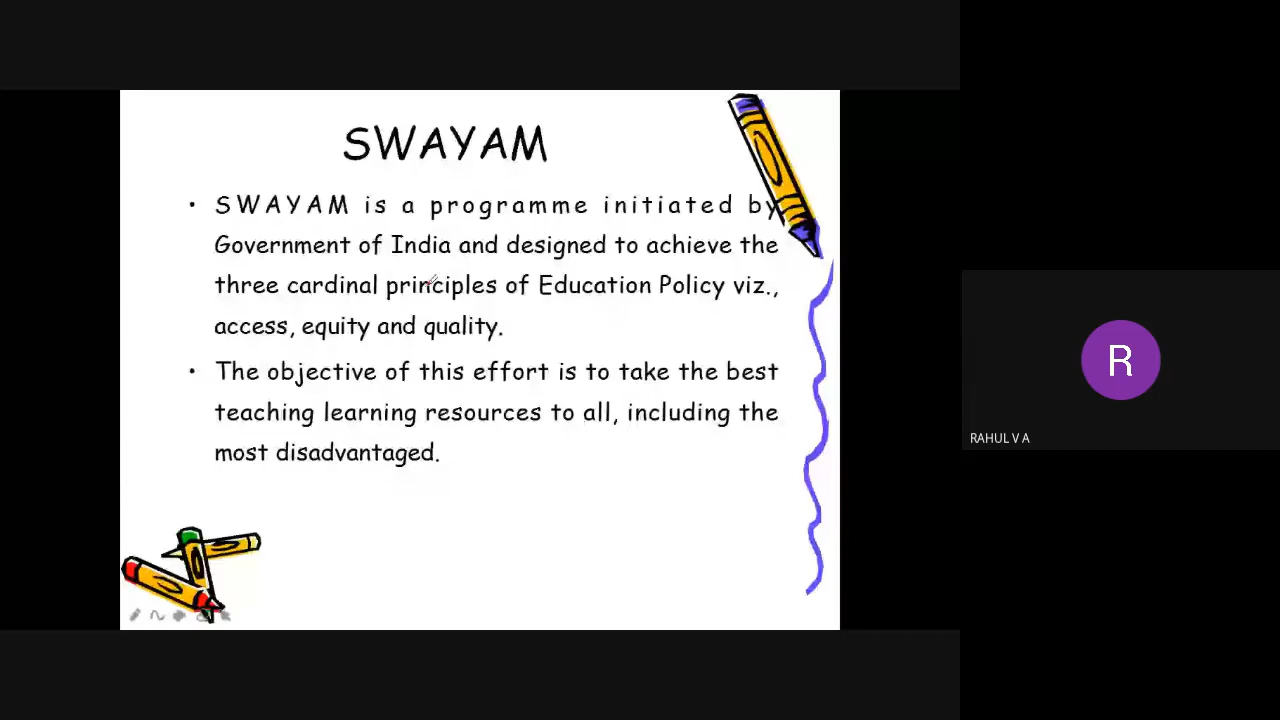 SWAYAM
• SWAYAM is a programme initiated by
Government of India and designed to achieve the
three cardinal principles of Education Policy viz.,
access, equity and quality.
• The objective of this effort is to take the best
teaching learning resources to all, including the
most disadvantaged.
R
RAHUL V A